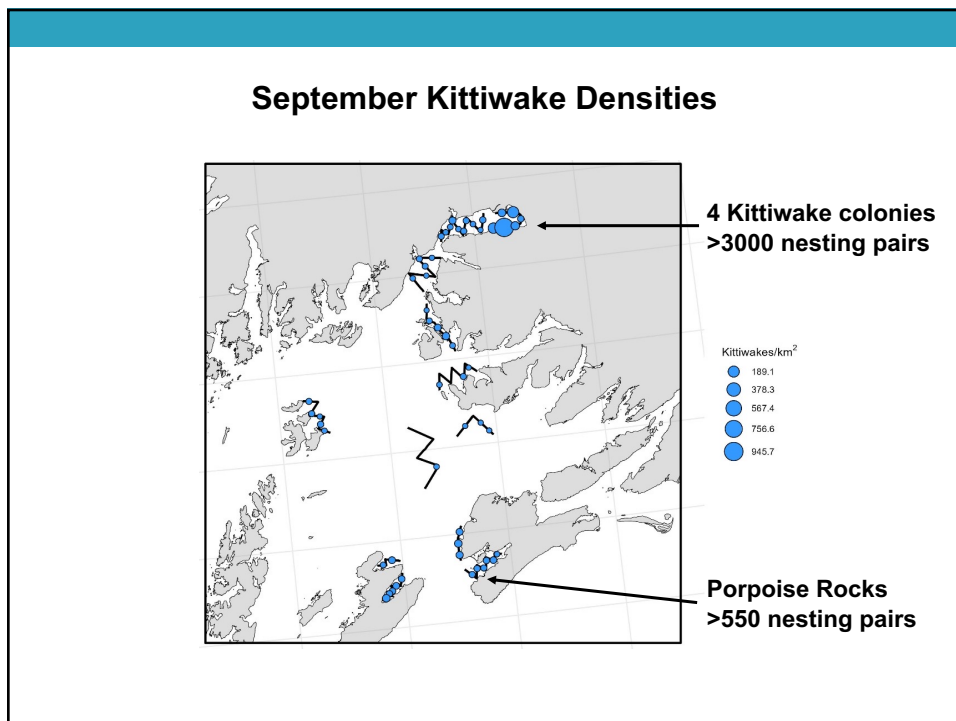 September Kittiwake Densities
4 Kittiwake colonies
>3000 nesting pairs
Kittiwakes/km²
189.1
378.3
567.4
756.6
945.7
Porpoise Rocks
>550 nesting pairs